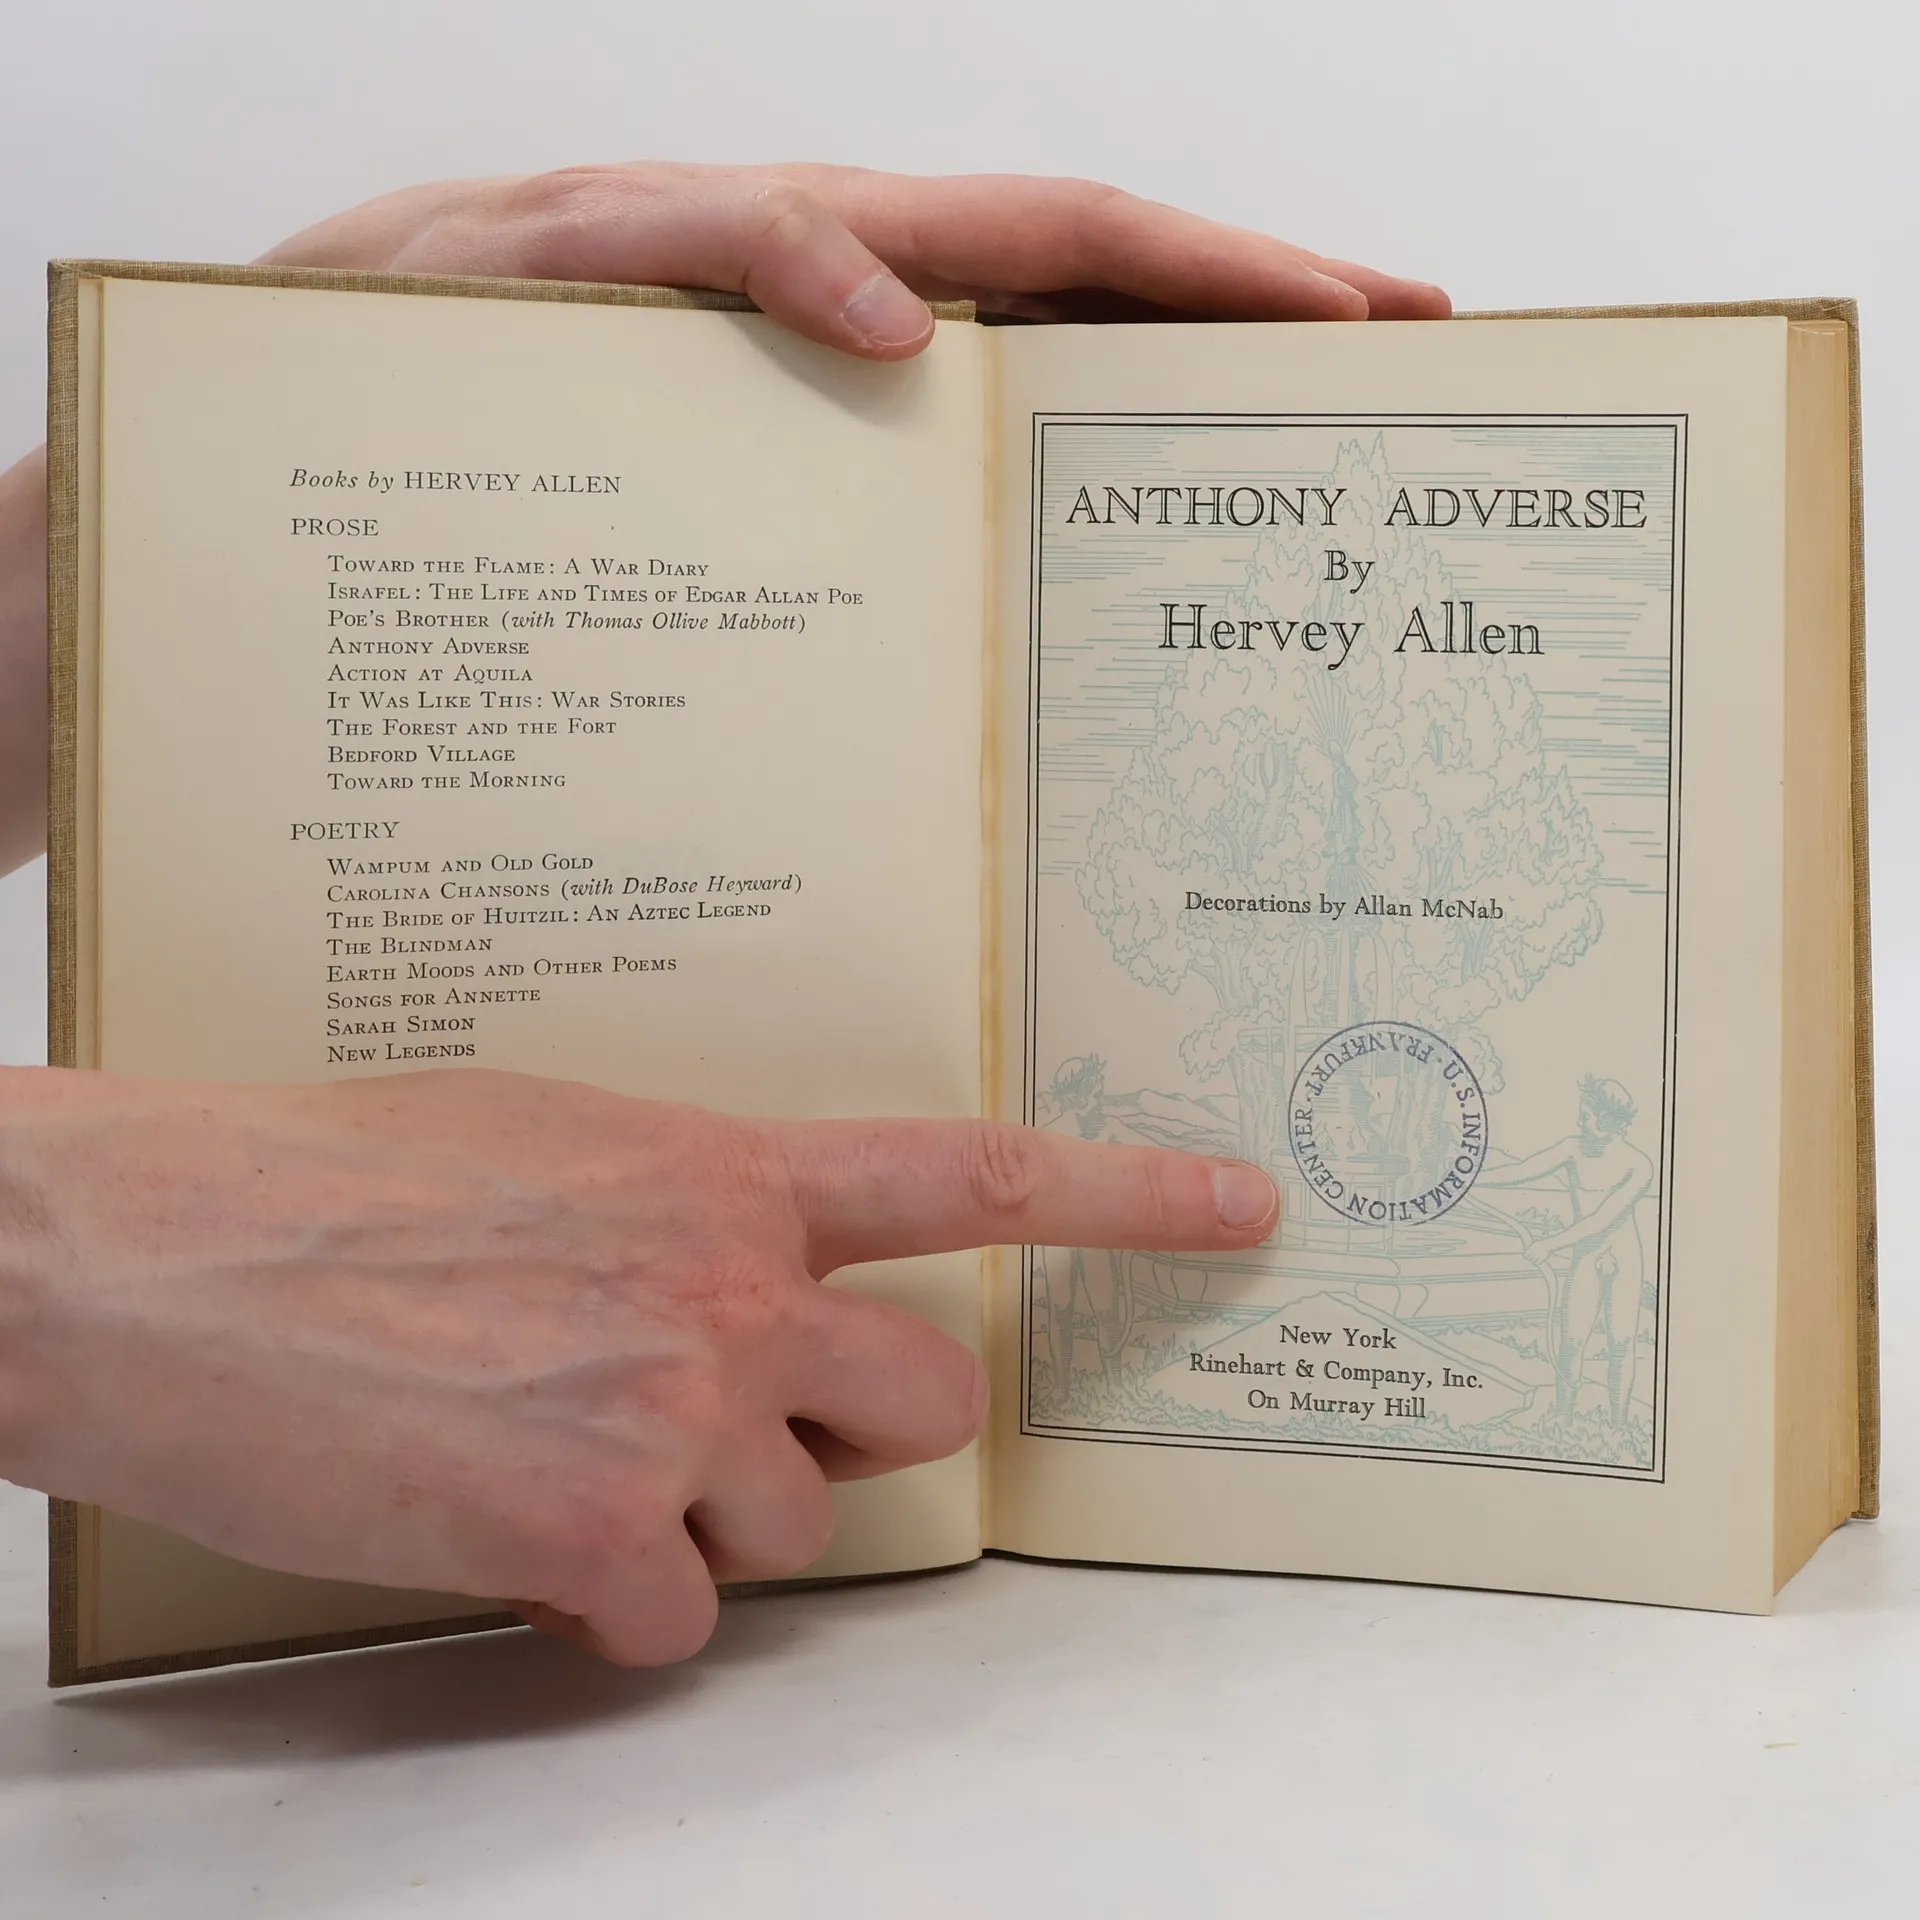 Books by HERVEY ALLEN
PROSE
TOWARD THE FLAME: A WAR DIARY
ISRAFEL: THE LIFE AND TIMES OF EDGAR ALLAN POE
POE'S BROTHER (with Thomas Ollive Mabbott)
ANTHONY ADVERSE
ACTION AT AQUILA
IT WAS LIKE THIS: WAR STORIES
THE FOREST AND THE FORT
BEDFORD VILLAGE
TOWARD THE MORNING
POETRY
WAMPUM AND OLD GOLD
CAROLINA CHANSONS (with DuBose Heyward)
THE BRIDE OF HUITZIL: AN AZTEC LEGEND
THE BLINDMAN
EARTH MOODS AND OTHER POEMS
SONGS FOR ANNETTE
SARAH SIMON
NEW LEGENDS
ANTHONY ADVERSE
By
Hervey Allen
Decorations by Allan McNab
U.S. INFORMATION CENTER · FRANKFURT ·
New York
Rinehart & Company, Inc.
On Murray Hill